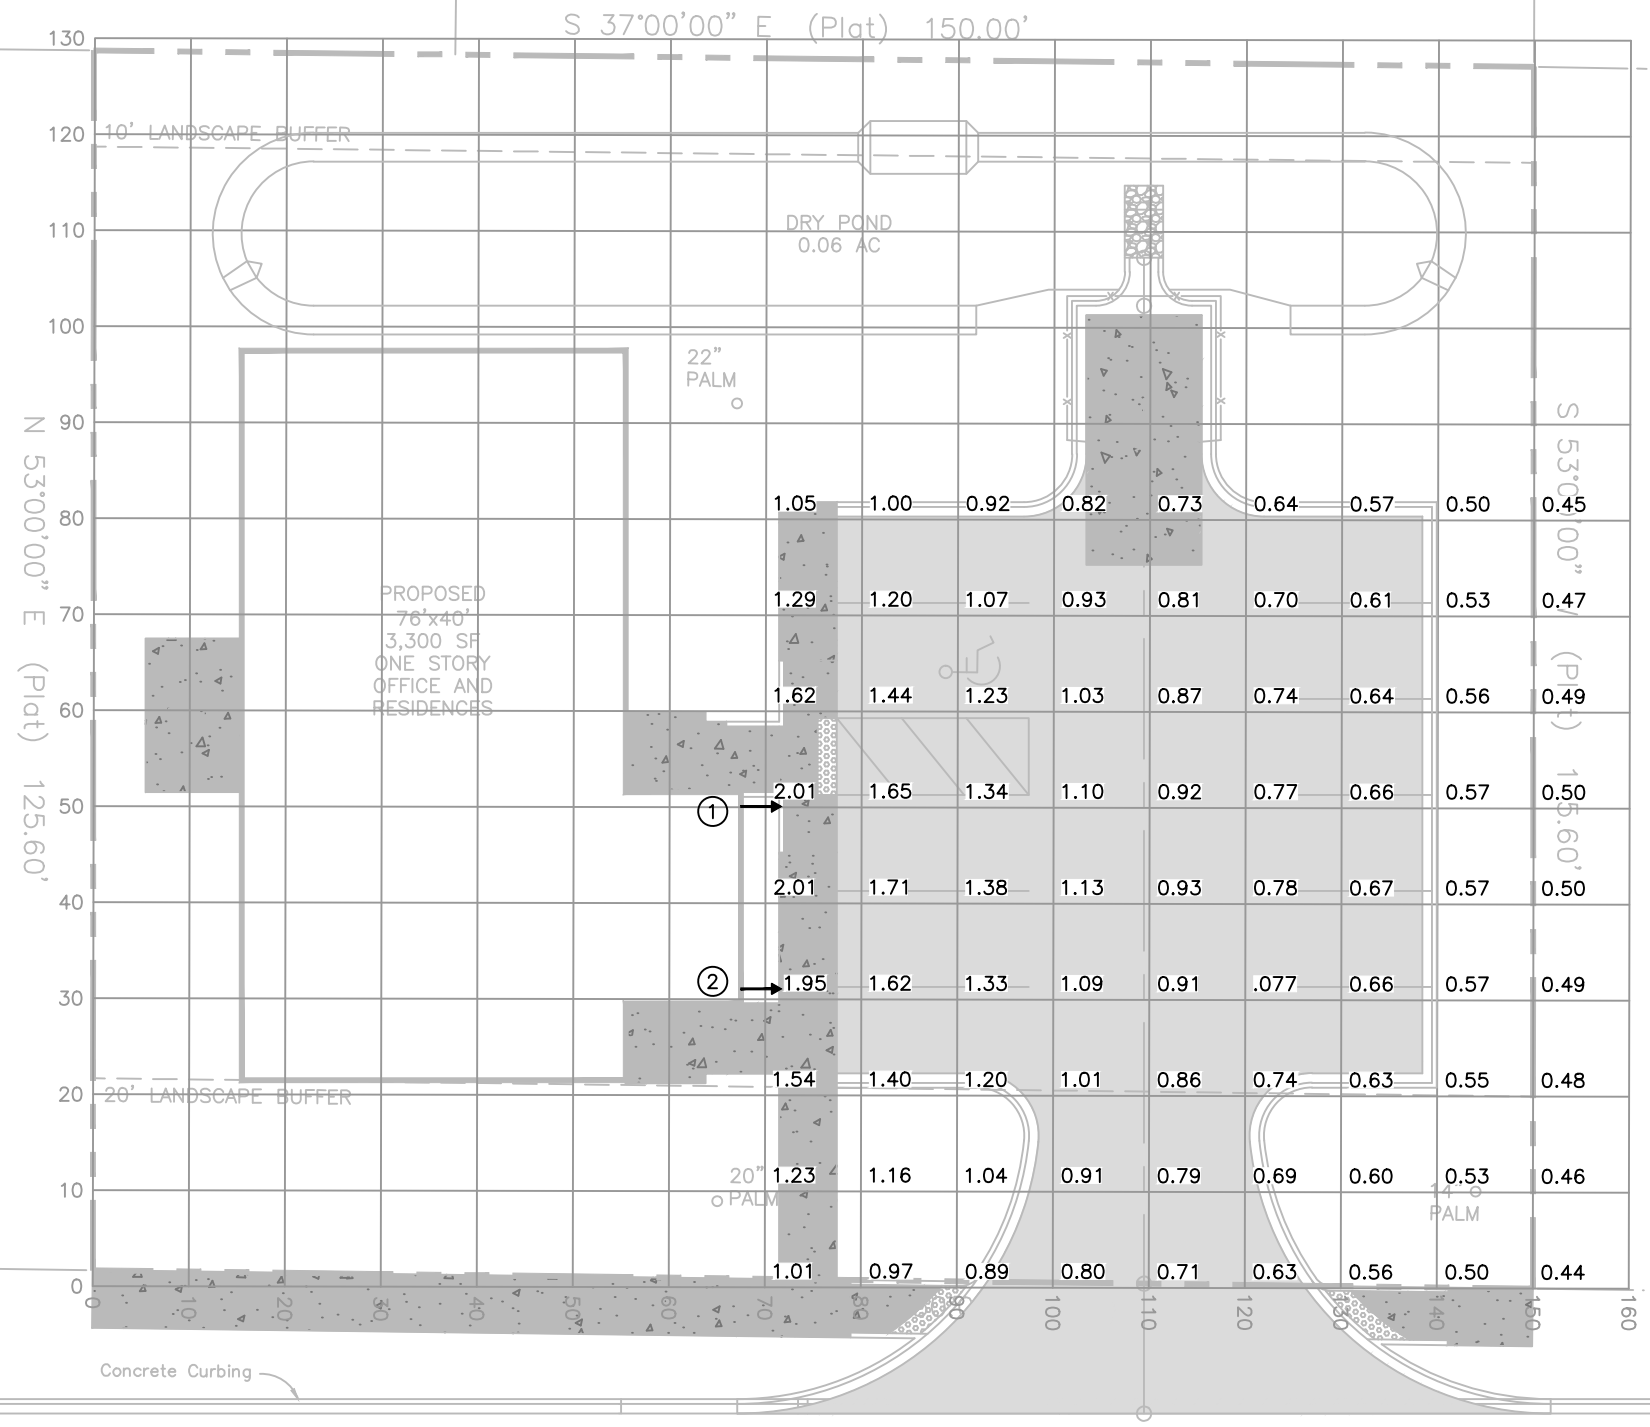 S 37°00'00" E (Plat) 150.00'
130
120
110
100
90
80
70
60
50
40
30
20
10
0
10' LANDSCAPE BUFFER
DRY POND
0.06 AC
22"
PALM
N 53°00'00" E (Plat) 125.60'
PROPOSED
76'x40'
3,300 SF
ONE STORY
OFFICE AND
RESIDENCES
1.05 1.00 0.92 0.82 0.73 0.64 0.57 0.50 0.45
1.29 1.20 1.07 0.93 0.81 0.70 0.61 0.53 0.47
1.62 1.44 1.23 1.03 0.87 0.74 0.64 0.56 0.49
1
2.01 1.65 1.34 1.10 0.92 0.77 0.66 0.57 0.50
2.01 1.71 1.38 1.13 0.93 0.78 0.67 0.57 0.50
2
1.95 1.62 1.33 1.09 0.91 .077 0.66 0.57 0.49
1.54 1.40 1.20 1.01 0.86 0.74 0.63 0.55 0.48
20' LANDSCAPE BUFFER
1.23 1.16 1.04 0.91 0.79 0.69 0.60 0.53 0.46
20"
PALM
14"
PALM
1.01 0.97 0.89 0.80 0.71 0.63 0.56 0.50 0.44
0 10 20 30 40 50 60 70 80 90 100 110 120 130 140 150 160
Concrete Curbing